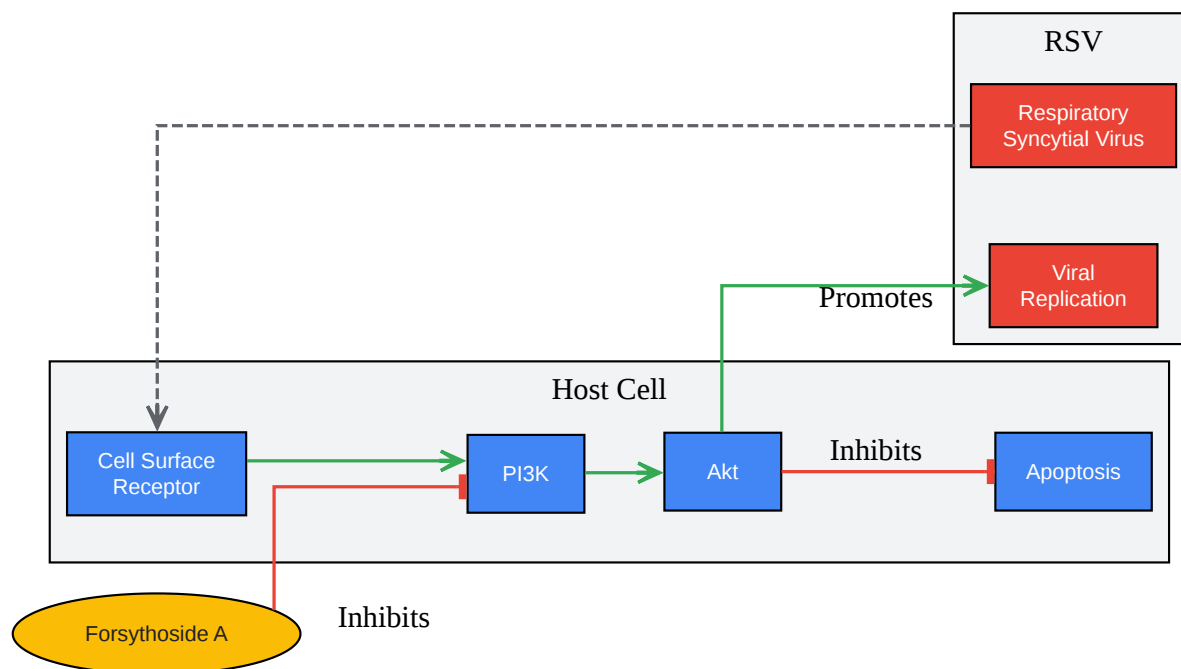 RSV
Respiratory
Syncytial Virus
Viral
Replication
Promotes
Host Cell
Cell Surface
Receptor
PI3K
Akt
Inhibits
Apoptosis
Forsythoside A
Inhibits